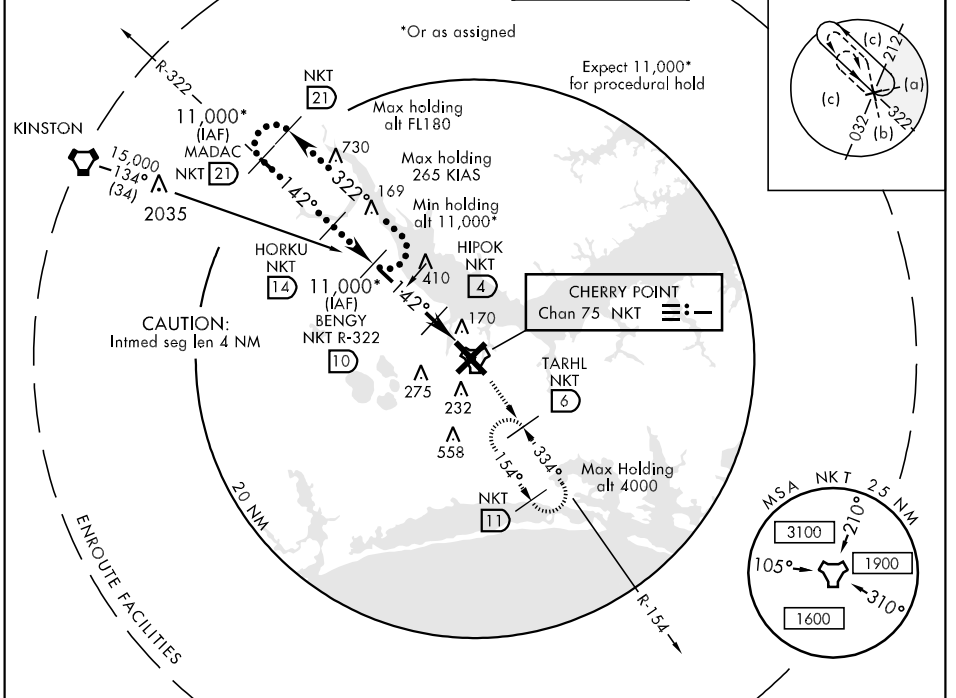 *Or as assigned
Expect 11,000*
for procedural hold
(c)
212
(a)
(c)
322
(b)
032
R-322
NKT
21
Max holding
alt FL180
11,000*
(IAF)
MADAC
NKT 21
KINSTON
15,000
134°
(34)
2035
730
322°
142°
169
Max holding
265 KIAS
Min holding
alt 11,000*
HORKU
NKT
14
11,000*
(IAF)
BENGY
NKT R-322
10
410
142°
HIPOK
NKT
4
170
CHERRY POINT
Chan 75 NKT
CAUTION:
Intmed seg len 4 NM
275
232
558
TARHL
NKT
6
334°
154°
Max Holding
alt 4000
NKT
11
20 NM
R-154
ENROUTE FACILITIES
MSA NKT 25 NM
3100
210°
105°
1900
310°
1600